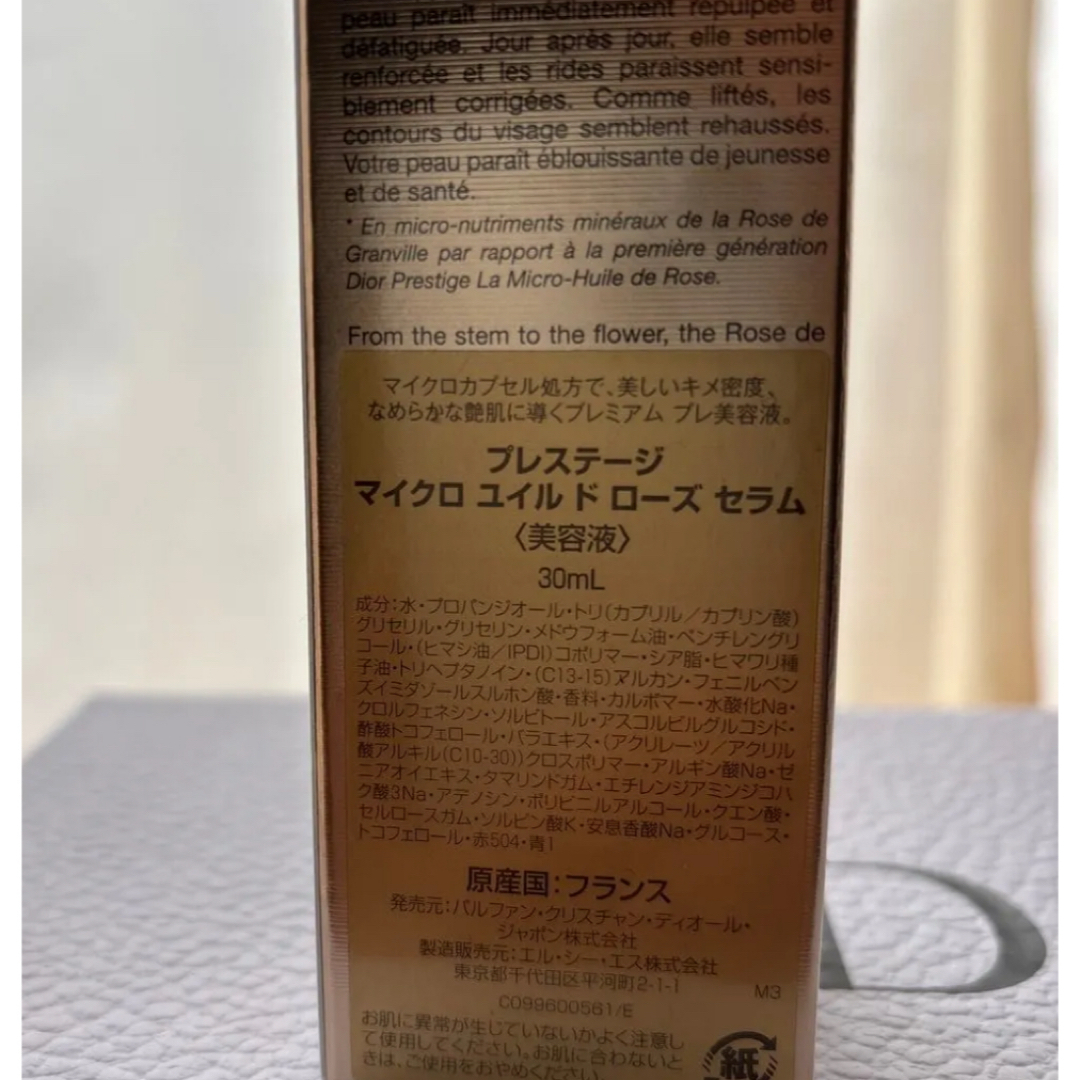 peau paraît immédiatement repulpée et
défatiguée. Jour après jour, elle semble
renforcée et les rides paraissent sensi-
blement corrigées. Comme liftés, les
contours du visage semblent rehaussés.
Votre peau paraît éblouissante de jeunesse
et de santé.
* En micro-nutriments minéraux de la Rose de
Granville par rapport à la première génération
Dior Prestige La Micro-Huile de Rose.
From the stem to the flower, the Rose de
マイクロカプセル処方で、美しいキメ密度、
なめらかな艶肌に導くプレミアム プレ美容液。
プレステージ
マイクロ ユイル ド ローズ セラム
〈美容液〉
30mL
成分:水・プロパンジオール・トリ(カプリル/カプリン酸)
グリセリル・グリセリン・メドウフォーム油・ペンチレングリ
コール・(ヒマシ油/IPDI)コポリマー・シア脂・ヒマワリ種
子油・トリヘプタノイン・(C13-15)アルカン・フェニルベン
ズイミダゾールスルホン酸・香料・カルボマー・水酸化Na・
クロルフェネシン・ソルビトール・アスコルビルグルコシド・
酢酸トコフェロール・バラエキス・(アクリレーツ/アクリル
酸アルキル(C10-30))クロスポリマー・アルギン酸Na・ゼ
ニアオイエキス・タマリンドガム・エチレンジアミンジコハ
ク酸3Na・アデノシン・ポリビニルアルコール・クエン酸・
セルロースガム・ソルビン酸K・安息香酸Na・グルコース・
トコフェロール・赤504・青1
原産国:フランス
発売元:パルファン・クリスチャン・ディオール・
ジャポン株式会社
製造販売元:エル・シー・エス株式会社
東京都千代田区平河町2-1-1
M3
C099600561/E
お肌に異常が生じていないかよく注意し
て使用してください。お肌に合わないと
きは、ご使用をおやめください。
紙
D